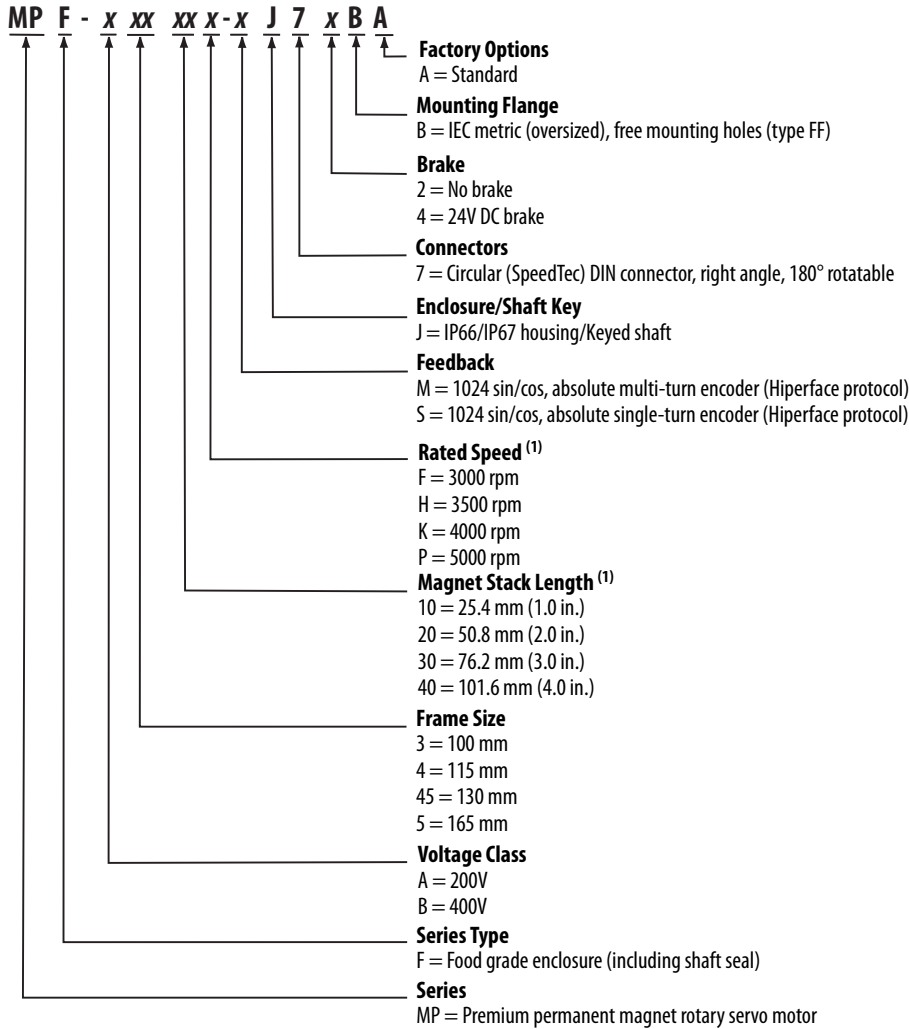 MP F - x xx xx x - x J 7 x B A
Factory Options
A = Standard
Mounting Flange
B = IEC metric (oversized), free mounting holes (type FF)
Brake
2 = No brake
4 = 24V DC brake
Connectors
7 = Circular (SpeedTec) DIN connector, right angle, 180° rotatable
Enclosure/Shaft Key
J = IP66/IP67 housing/Keyed shaft
Feedback
M = 1024 sin/cos, absolute multi-turn encoder (Hiperface protocol)
S = 1024 sin/cos, absolute single-turn encoder (Hiperface protocol)
Rated Speed (1)
F = 3000 rpm
H = 3500 rpm
K = 4000 rpm
P = 5000 rpm
Magnet Stack Length (1)
10 = 25.4 mm (1.0 in.)
20 = 50.8 mm (2.0 in.)
30 = 76.2 mm (3.0 in.)
40 = 101.6 mm (4.0 in.)
Frame Size
3 = 100 mm
4 = 115 mm
45 = 130 mm
5 = 165 mm
Voltage Class
A = 200V
B = 400V
Series Type
F = Food grade enclosure (including shaft seal)
Series
MP = Premium permanent magnet rotary servo motor